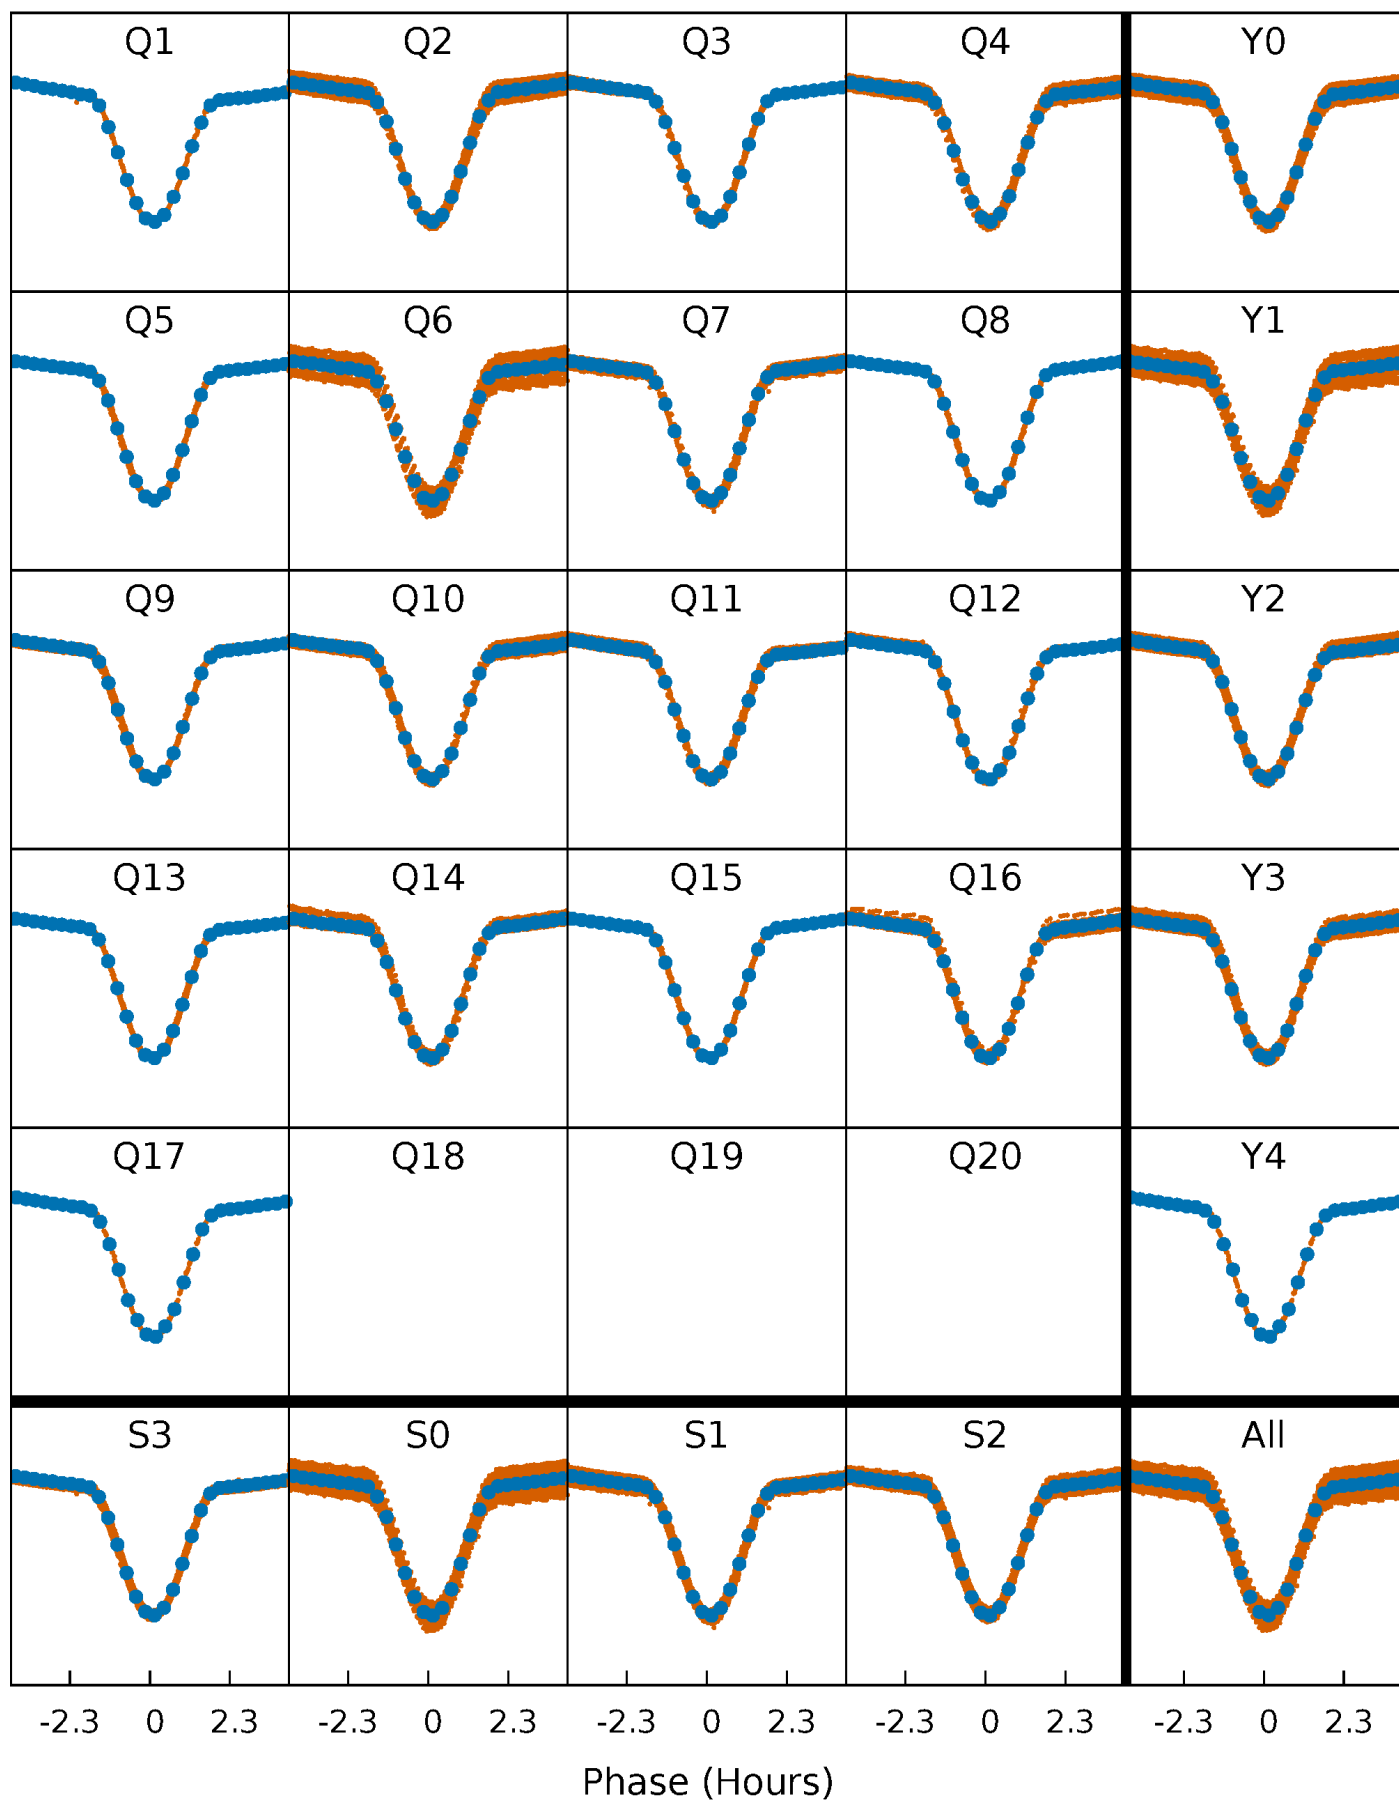 Q1 Q2 Q3 Q4 Y0
Q5 Q6 Q7 Q8 Y1
Q9 Q10 Q11 Q12 Y2
Q13 Q14 Q15 Q16 Y3
Q17 Q18 Q19 Q20 Y4
S3 S0 S1 S2 All
-2.3 0 2.3 -2.3 0 2.3 -2.3 0 2.3 -2.3 0 2.3 -2.3 0 2.3
Phase (Hours)